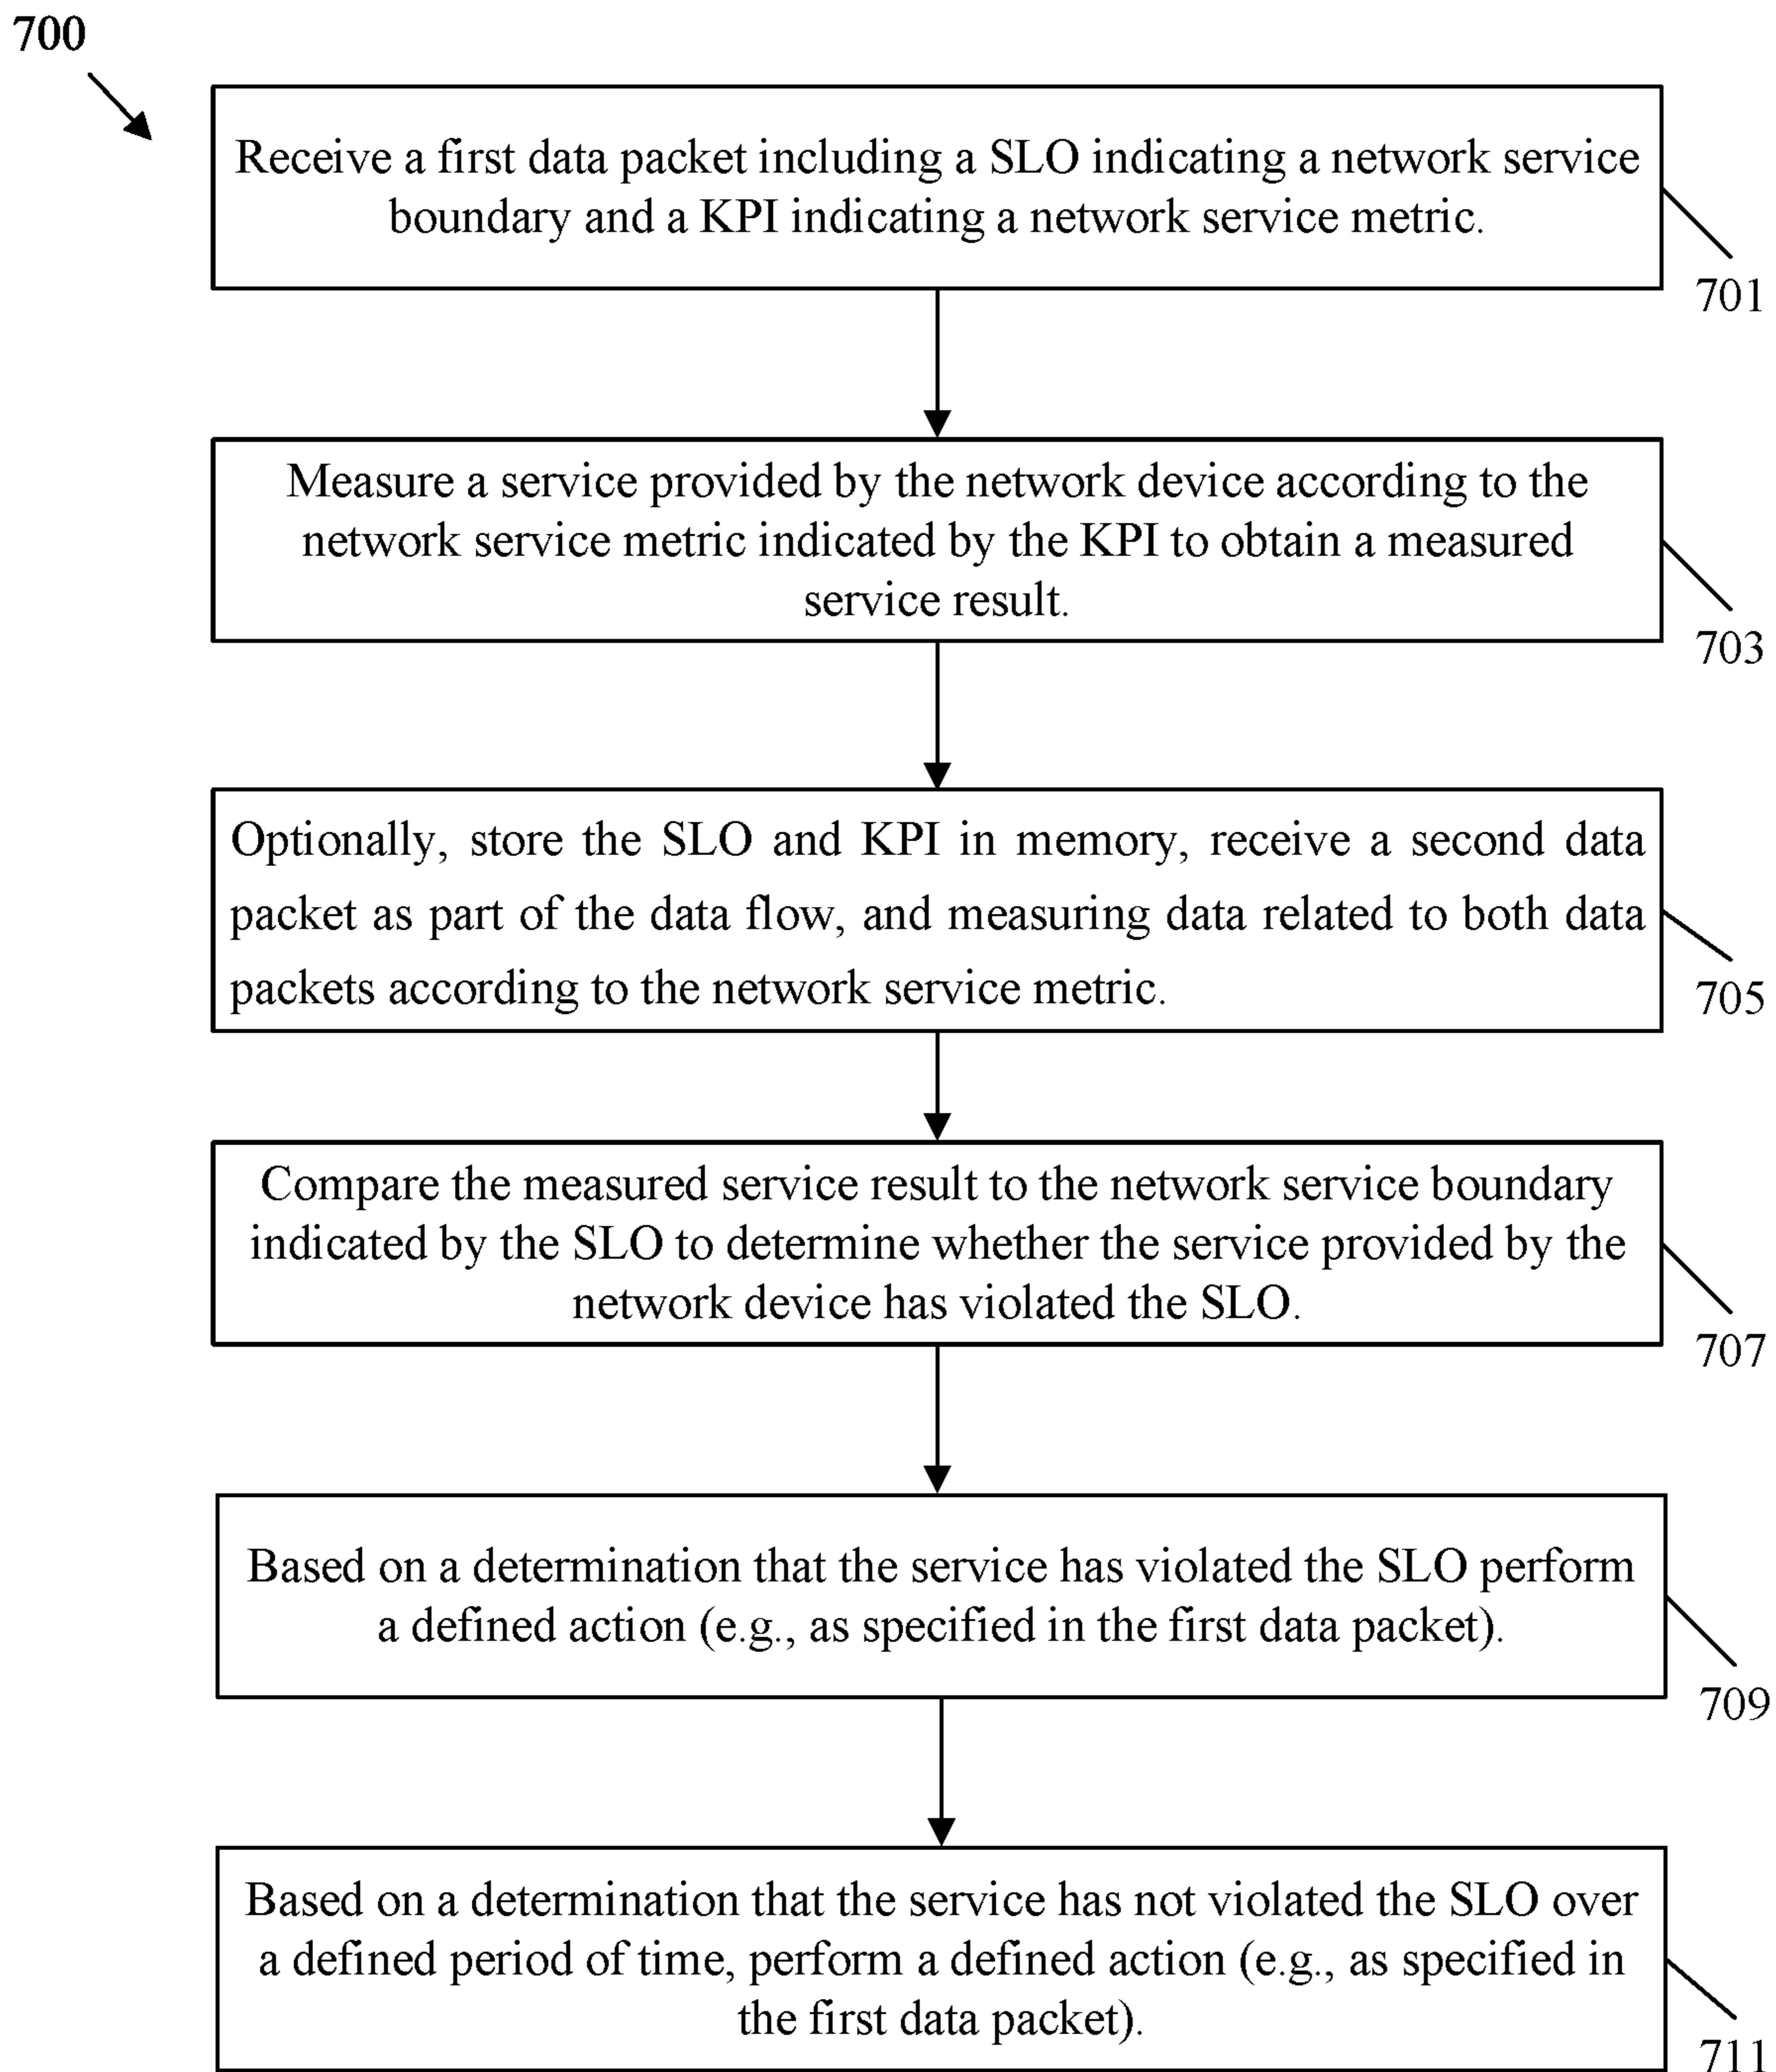 700
Receive a first data packet including a SLO indicating a network service
boundary and a KPI indicating a network service metric.
701
Measure a service provided by the network device according to the
network service metric indicated by the KPI to obtain a measured
service result.
703
Optionally, store the SLO and KPI in memory, receive a second data
packet as part of the data flow, and measuring data related to both data
packets according to the network service metric.
705
Compare the measured service result to the network service boundary
indicated by the SLO to determine whether the service provided by the
network device has violated the SLO.
707
Based on a determination that the service has violated the SLO perform
a defined action (e.g., as specified in the first data packet).
709
Based on a determination that the service has not violated the SLO over
a defined period of time, perform a defined action (e.g., as specified in
the first data packet).
711